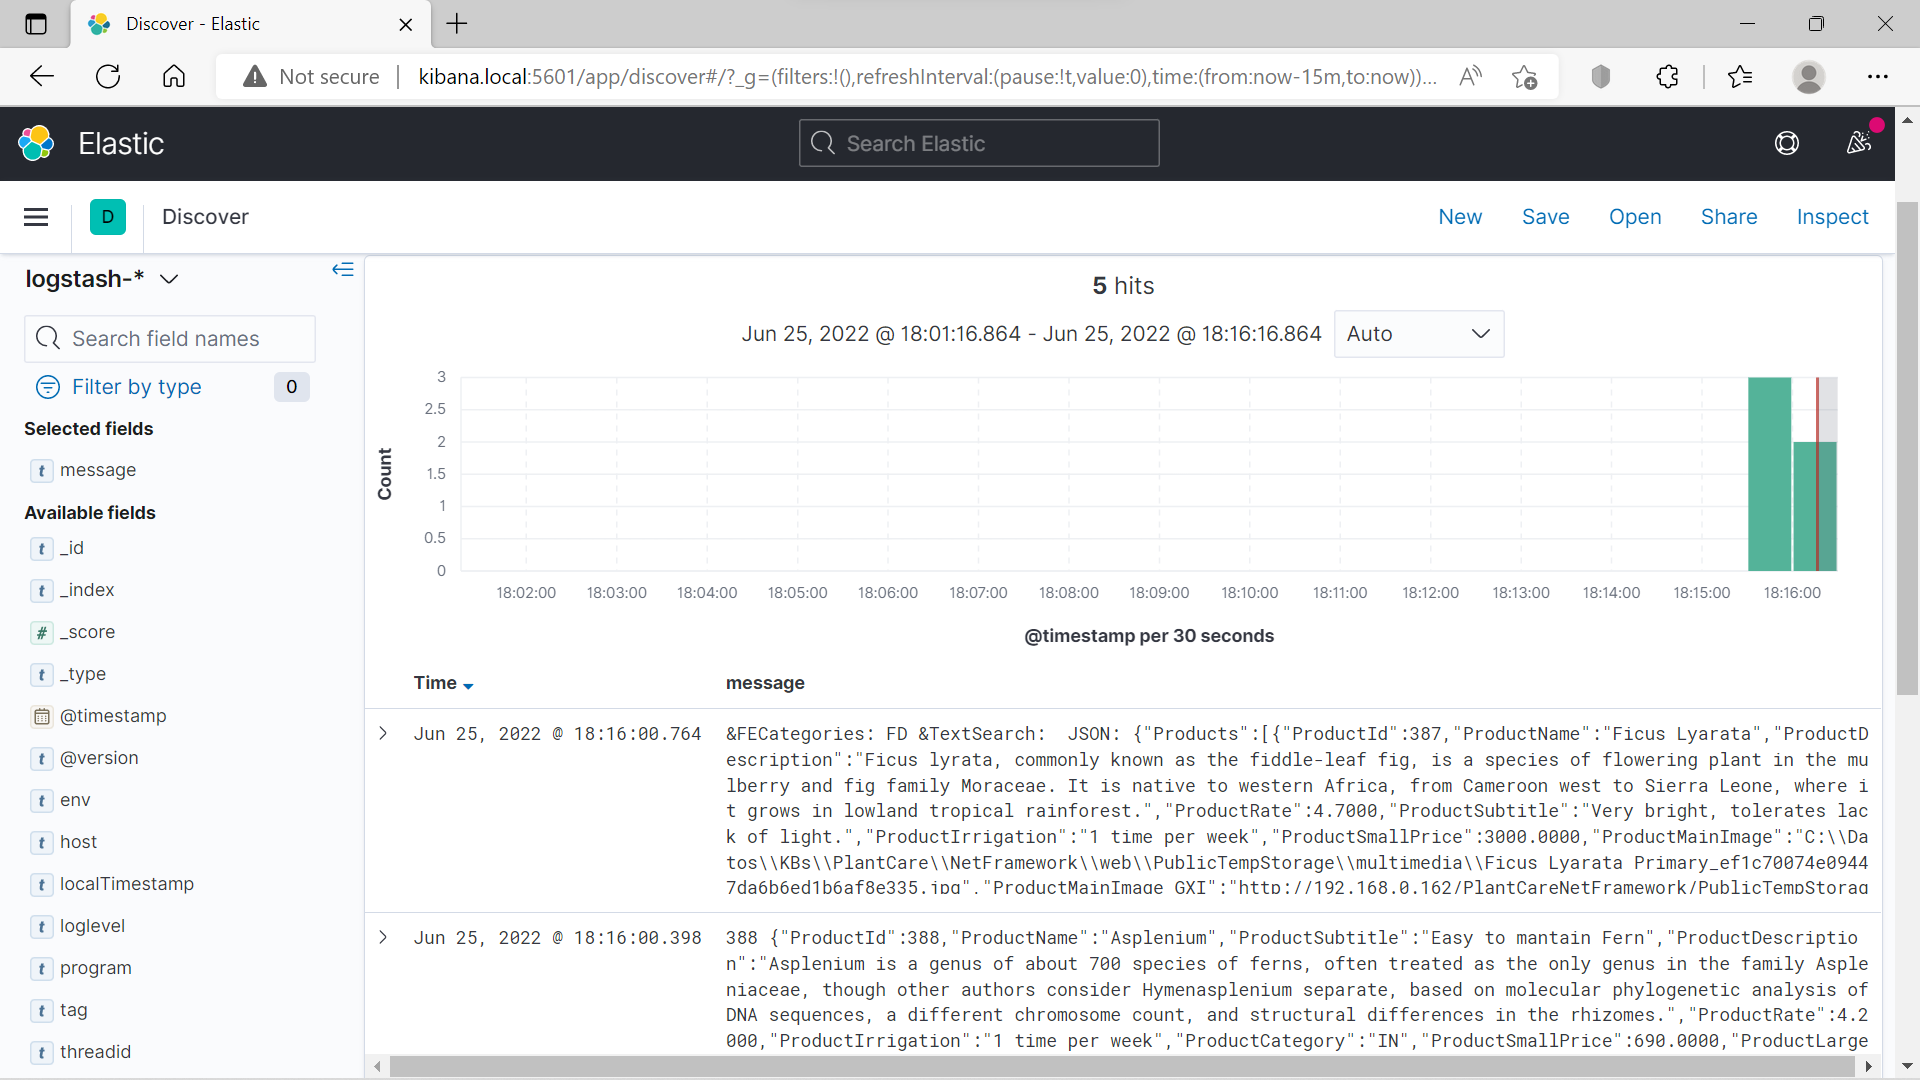 Discover - Elastic
Not secure
kibana.local:5601/app/discover#/?_g=(filters:!(),refreshInterval:(pause:!t,value:0),time:(from:now-15m,to:now))...
Elastic
Search Elastic
D
Discover
New
Save
Open
Share
Inspect
logstash-*
Search field names
Filter by type
0
Selected fields
t message
Available fields
t _id
t _index
# _score
t _type
@timestamp
t @version
t env
t host
t localTimestamp
t loglevel
t program
t tag
t threadid
5 hits
Jun 25, 2022 @ 18:01:16.864 - Jun 25, 2022 @ 18:16:16.864
Auto
Count
3
2.5
2
1.5
1
0.5
0
18:02:00 18:03:00 18:04:00 18:05:00 18:06:00 18:07:00 18:08:00 18:09:00 18:10:00 18:11:00 18:12:00 18:13:00 18:14:00 18:15:00 18:16:00
@timestamp per 30 seconds
Time
message
Jun 25, 2022 @ 18:16:00.764
&FECategories: FD &TextSearch:  JSON: {"Products":[{"ProductId":387,"ProductName":"Ficus Lyarata","ProductD
escription":"Ficus lyrata, commonly known as the fiddle-leaf fig, is a species of flowering plant in the mu
lberry and fig family Moraceae. It is native to western Africa, from Cameroon west to Sierra Leone, where i
t grows in lowland tropical rainforest.","ProductRate":4.7000,"ProductSubtitle":"Very bright, tolerates lac
k of light.","ProductIrrigation":"1 time per week","ProductSmallPrice":3000.0000,"ProductMainImage":"C:\\Da
tos\\KBs\\PlantCare\\NetFramework\\web\\PublicTempStorage\\multimedia\\Ficus Lyarata Primary_ef1c70074e0944
7da6b6ed1b6af8e335.jpg","ProductMainImage_GXI":"http://192.168.0.162/PlantCareNetFramework/PublicTempStorag
Jun 25, 2022 @ 18:16:00.398
388 {"ProductId":388,"ProductName":"Asplenium","ProductSubtitle":"Easy to mantain Fern","ProductDescriptio
n":"Asplenium is a genus of about 700 species of ferns, often treated as the only genus in the family Asple
niaceae, though other authors consider Hymenasplenium separate, based on molecular phylogenetic analysis of
DNA sequences, a different chromosome count, and structural differences in the rhizomes.","ProductRate":4.2
000,"ProductIrrigation":"1 time per week","ProductCategory":"IN","ProductSmallPrice":690.0000,"ProductLarge